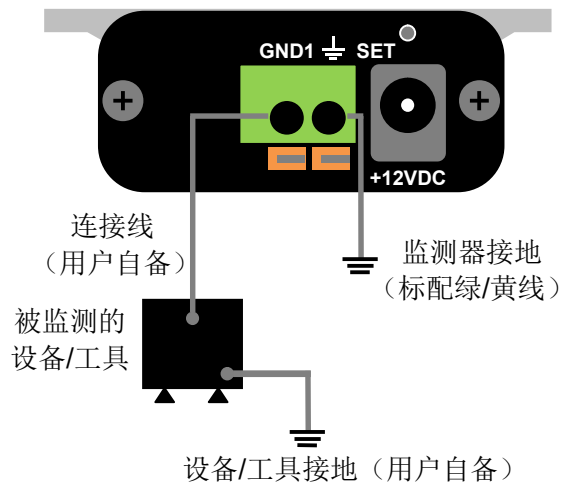 GND1 SET
+12VDC
连接线
（用户自备）
监测器接地
（标配绿/黄线）
被监测的
设备/工具
设备/工具接地（用户自备）